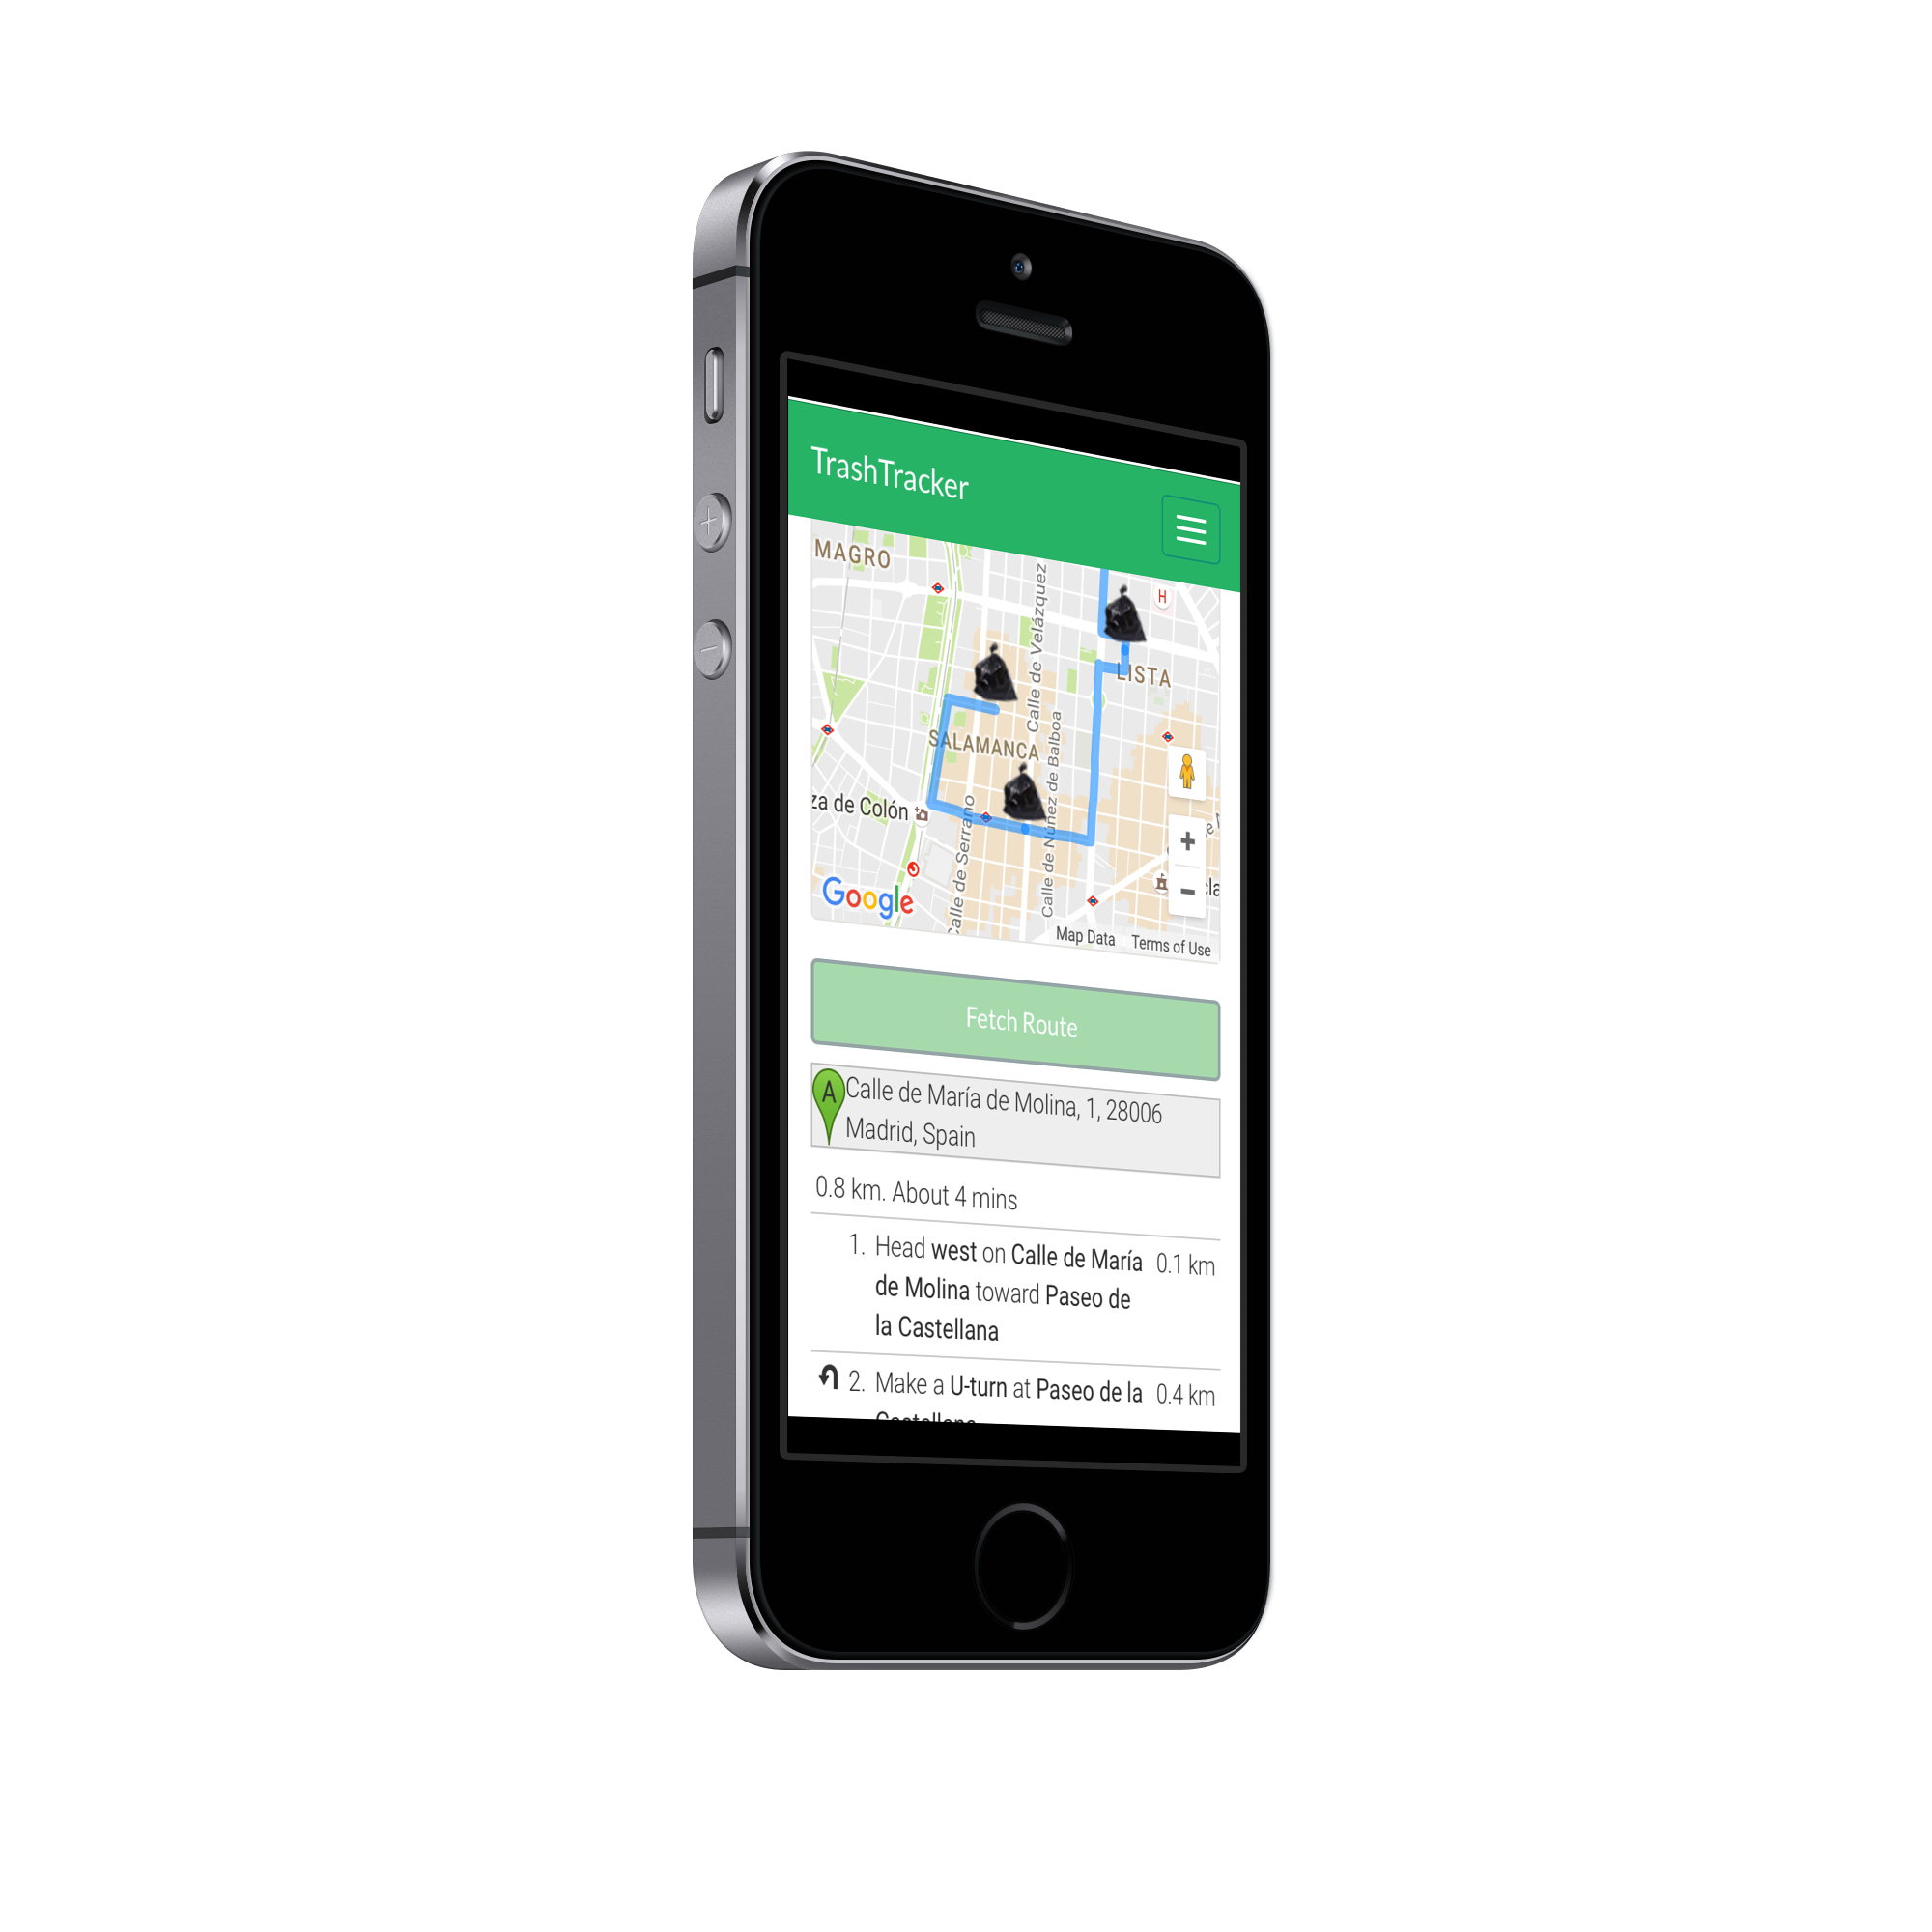 TrashTracker
MAGRO
Calle de Velázquez
H
LISTA
SALAMANCA
Calle de Núñez de Balboa
za de Colón
Calle de Serrano
Google
+
−
Map Data Terms of Use
Fetch Route
A
Calle de María de Molina, 1, 28006
Madrid, Spain
0.8 km. About 4 mins
1. Head west on Calle de María 0.1 km
de Molina toward Paseo de
la Castellana
2. Make a U-turn at Paseo de la 0.4 km
Castellana